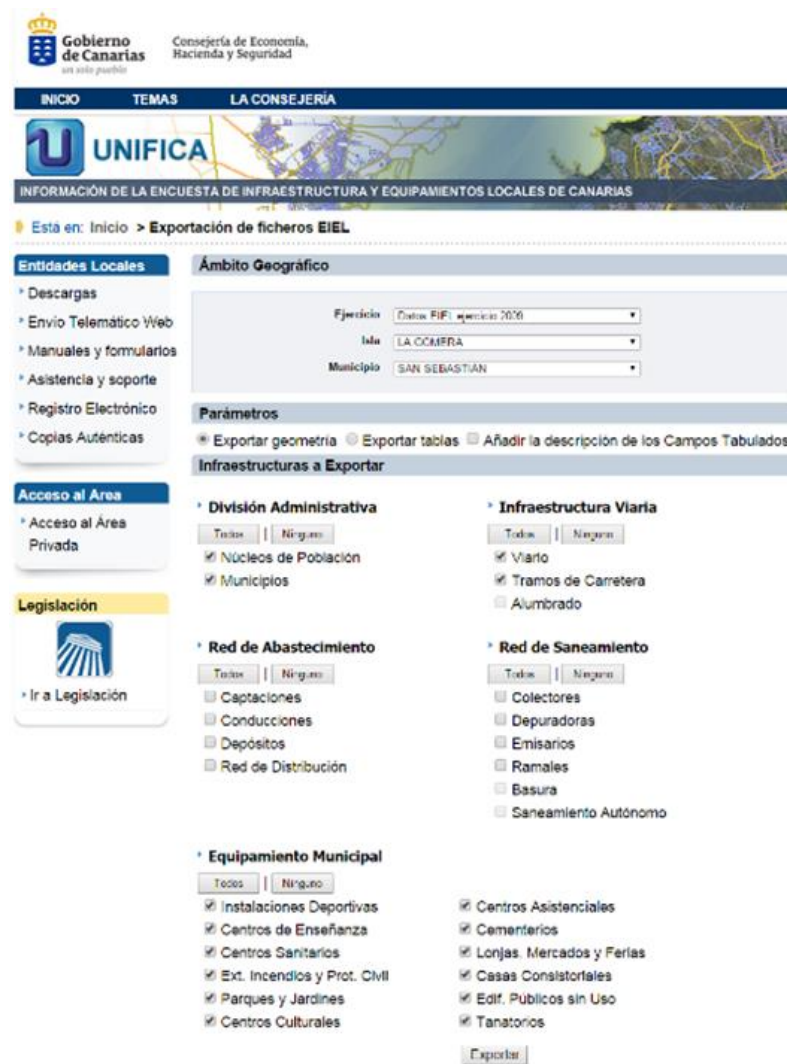 Gobierno
de Canarias
un solo pueblo
Consejería de Economía,
Hacienda y Seguridad
INICIO TEMAS LA CONSEJERÍA
UNIFICA
INFORMACIÓN DE LA ENCUESTA DE INFRAESTRUCTURA Y EQUIPAMIENTOS LOCALES DE CANARIAS
Está en: Inicio > Exportación de ficheros EIEL
Entidades Locales
Descargas
Envío Telemático Web
Manuales y formularios
Asistencia y soporte
Registro Electrónico
Copias Auténticas
Acceso al Area
Acceso al Área
Privada
Legislación
Ir a Legislación
Ámbito Geográfico
Ejercicio Datos EIEL ejercicio 2009
Isla LA GOMERA
Municipio SAN SEBASTIAN
Parámetros
Exportar geometría Exportar tablas Añadir la descripción de los Campos Tabulados
Infraestructuras a Exportar
División Administrativa
Todos | Ninguno
Núcleos de Población
Municipios
Infraestructura Viaria
Todos | Ninguno
Viario
Tramos de Carretera
Alumbrado
Red de Abastecimiento
Todos | Ninguno
Captaciones
Conducciones
Depósitos
Red de Distribución
Red de Saneamiento
Todos | Ninguno
Colectores
Depuradoras
Emisarios
Ramales
Basura
Saneamiento Autónomo
Equipamiento Municipal
Todos | Ninguno
Instalaciones Deportivas
Centros de Enseñanza
Centros Sanitarios
Ext. Incendios y Prot. Civil
Parques y Jardines
Centros Culturales
Centros Asistenciales
Cementerios
Lonjas. Mercados y Ferias
Casas Consistoriales
Edif. Públicos sin Uso
Tanatorios
Exportar